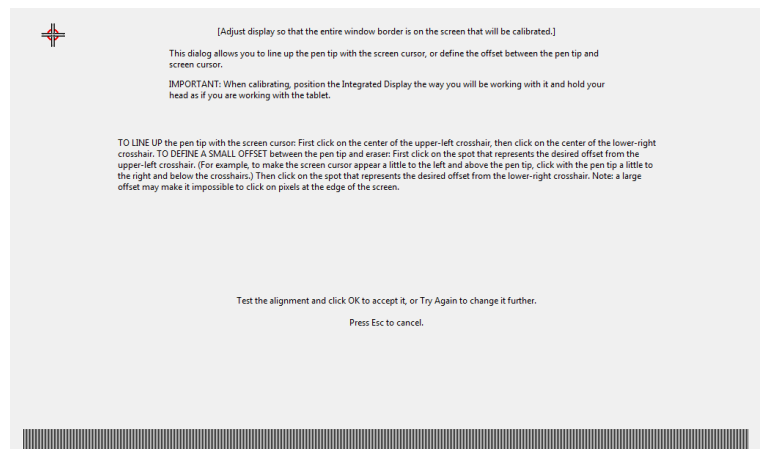 [Adjust display so that the entire window border is on the screen that will be calibrated.]
This dialog allows you to line up the pen tip with the screen cursor, or define the offset between the pen tip and
screen cursor.
IMPORTANT: When calibrating, position the Integrated Display the way you will be working with it and hold your
head as if you are working with the tablet.
TO LINE UP the pen tip with the screen cursor: First click on the center of the upper-left crosshair, then click on the center of the lower-right
crosshair. TO DEFINE A SMALL OFFSET between the pen tip and eraser: First click on the spot that represents the desired offset from the
upper-left crosshair. (For example, to make the screen cursor appear a little to the left and above the pen tip, click with the pen tip a little to
the right and below the crosshairs.) Then click on the spot that represents the desired offset from the lower-right crosshair. Note: a large
offset may make it impossible to click on pixels at the edge of the screen.
Test the alignment and click OK to accept it, or Try Again to change it further.
Press Esc to cancel.